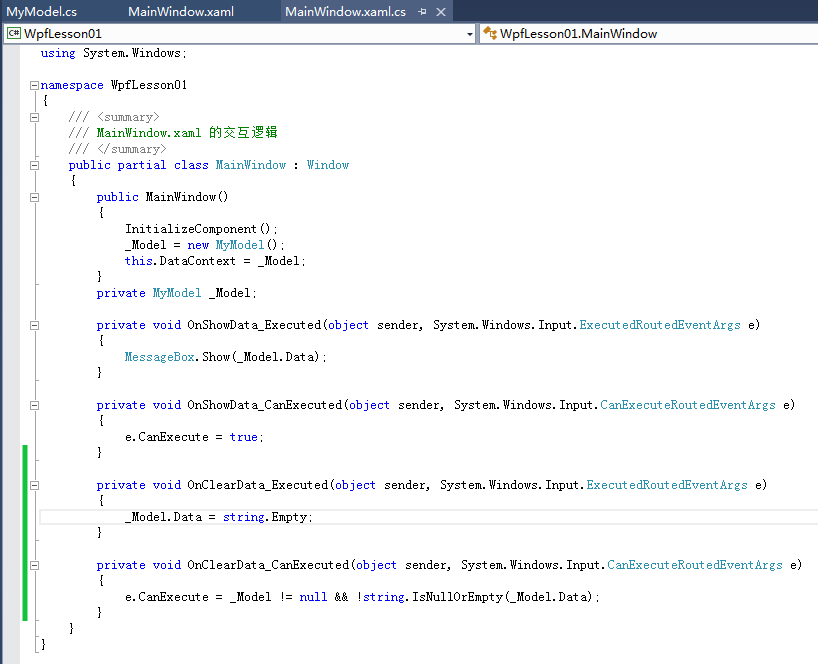 MyModel.cs MainWindow.xaml MainWindow.xaml.cs
C# WpfLesson01 WpfLesson01.MainWindow
using System.Windows;
namespace WpfLesson01
{
/// <summary>
/// MainWindow.xaml 的交互逻辑
/// </summary>
public partial class MainWindow : Window
{
public MainWindow()
{
InitializeComponent();
_Model = new MyModel();
this.DataContext = _Model;
}
private MyModel _Model;
private void OnShowData_Executed(object sender, System.Windows.Input.ExecutedRoutedEventArgs e)
{
MessageBox.Show(_Model.Data);
}
private void OnShowData_CanExecuted(object sender, System.Windows.Input.CanExecuteRoutedEventArgs e)
{
e.CanExecute = true;
}
private void OnClearData_Executed(object sender, System.Windows.Input.ExecutedRoutedEventArgs e)
{
_Model.Data = string.Empty;
}
private void OnClearData_CanExecuted(object sender, System.Windows.Input.CanExecuteRoutedEventArgs e)
{
e.CanExecute = _Model != null && !string.IsNullOrEmpty(_Model.Data);
}
}
}